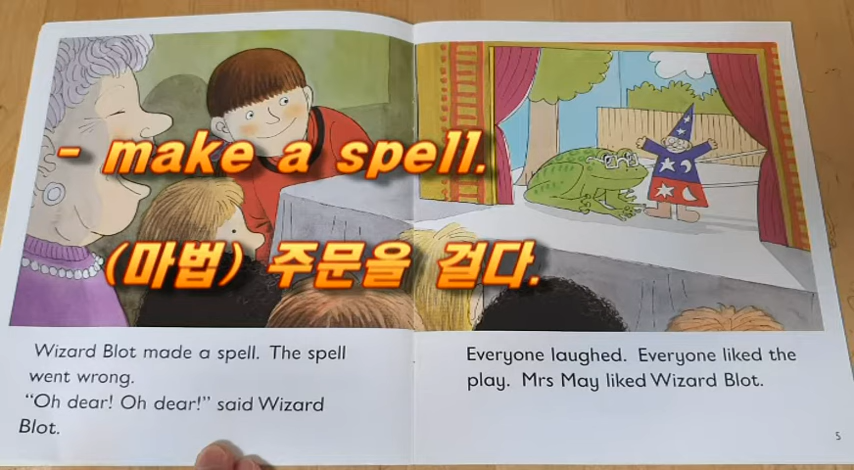 - make a spell.
(마법) 주문을 걸다.
Wizard Blot made a spell. The spell
went wrong.
"Oh dear! Oh dear!" said Wizard
Blot.
Everyone laughed. Everyone liked the
play. Mrs May liked Wizard Blot.
5